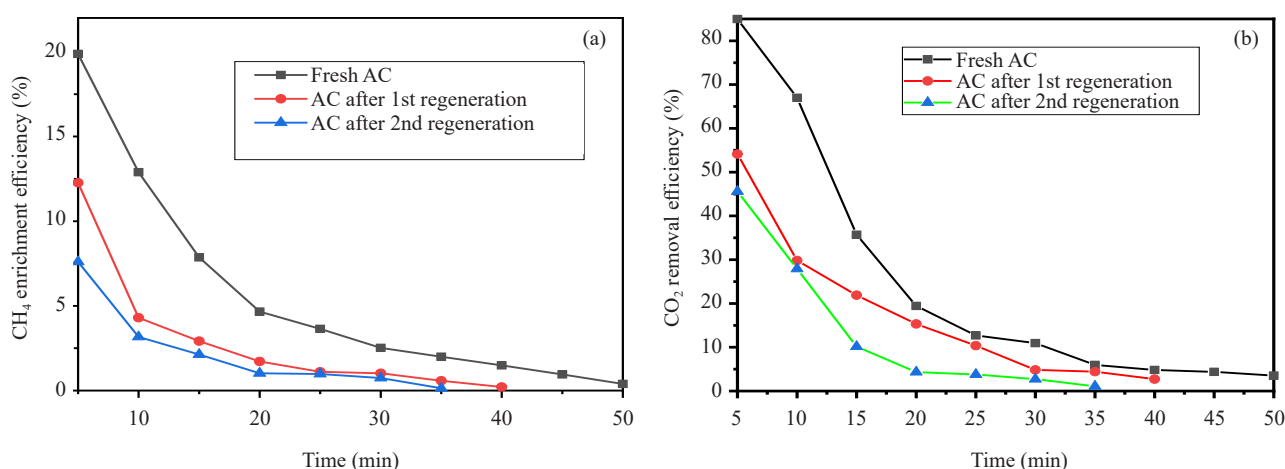 (a)
Fresh AC
AC after 1st regeneration
AC after 2nd regeneration
CH₄ enrichment efficiency (%)
20
15
10
5
0
10
20
30
40
50
Time (min)
(b)
Fresh AC
AC after 1st regeneration
AC after 2nd regeneration
CO₂ removal efficiency (%)
80
70
60
50
40
30
20
10
0
5
10
15
20
25
30
35
40
45
50
Time (min)